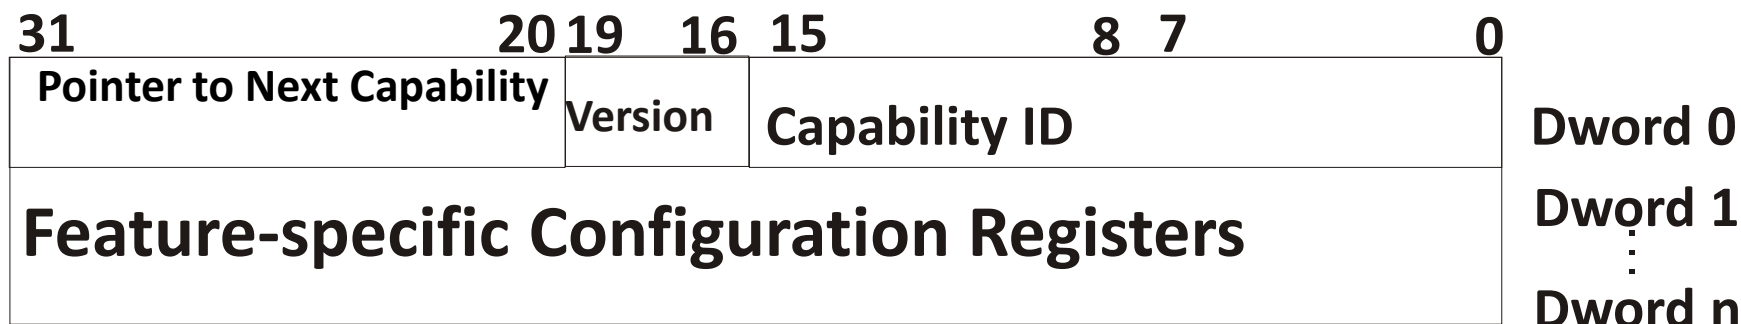 31 20 19 16 15 8 7 0
Pointer to Next Capability
Version
Capability ID
Dword 0
Feature-specific Configuration Registers
Dword 1
Dword n